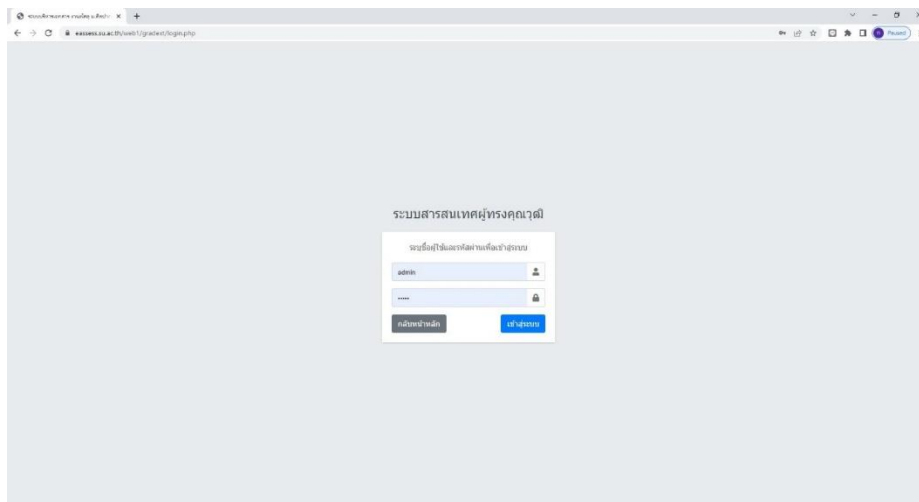 eassess.su.ac.th/web1/gradext/login.php
Paused
ระบบสารสนเทศผู้ทรงคุณวุฒิ
ระบุชื่อผู้ใช้และรหัสผ่านเพื่อเข้าสู่ระบบ
admin
•••••
กลับหน้าหลัก
เข้าสู่ระบบ